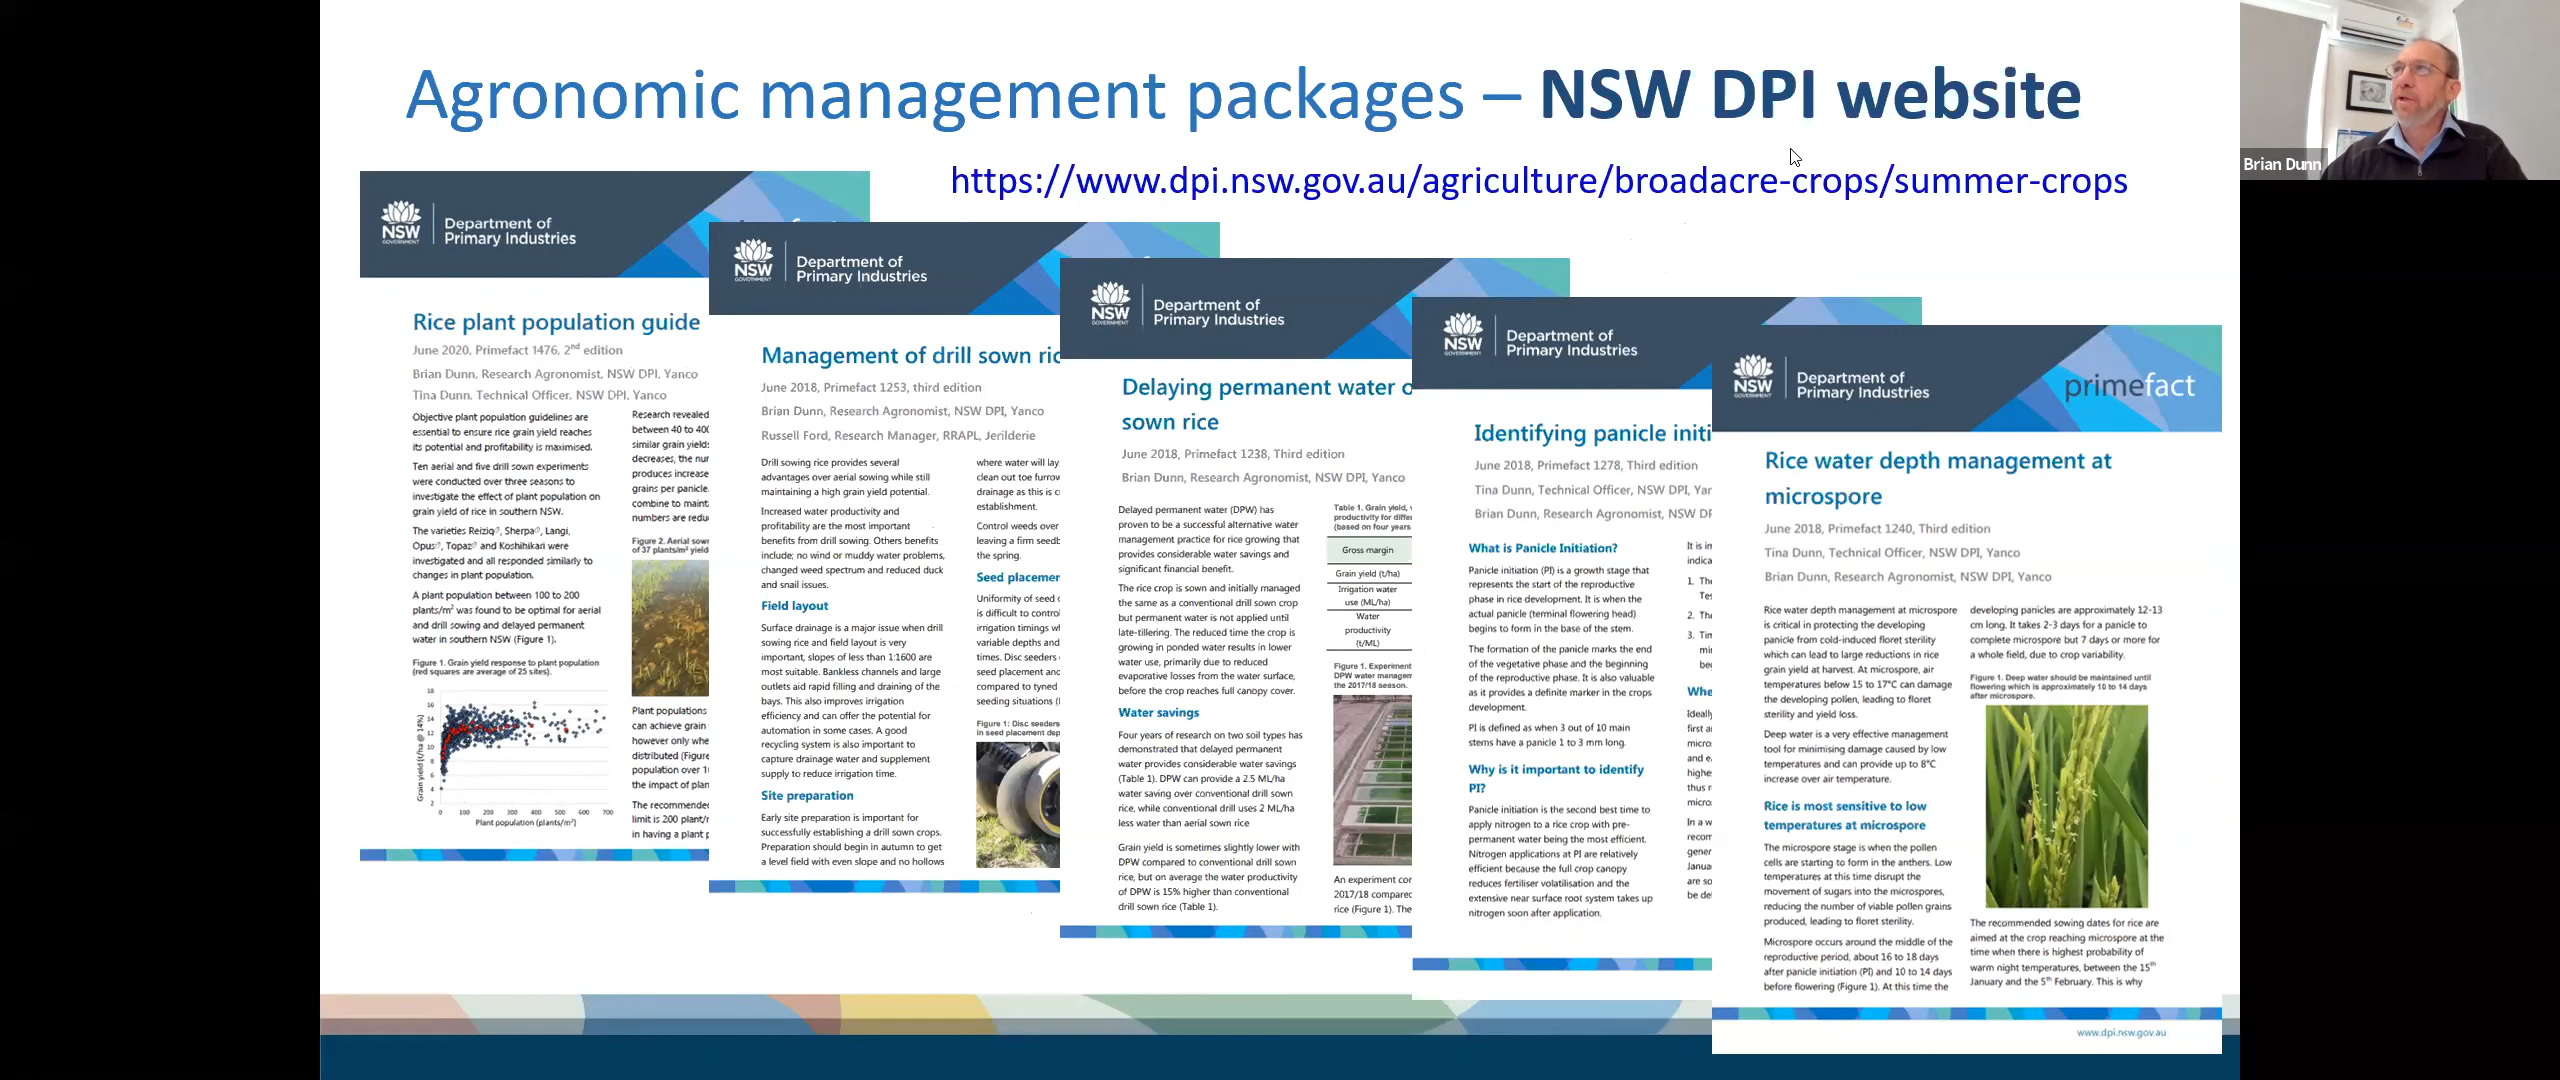 Agronomic management packages – NSW DPI website
https://www.dpi.nsw.gov.au/agriculture/broadacre-crops/summer-crops
Brian Dunn
NSW
GOVERNMENT
Department of
Primary Industries
Rice plant population guide
June 2020, Primefact 1476, 2nd edition
Brian Dunn, Research Agronomist, NSW DPI, Yanco
Tina Dunn, Technical Officer, NSW DPI, Yanco
Objective plant population guidelines are
essential to ensure rice grain yield reaches
its potential and profitability is maximised.
Ten aerial and five drill sown experiments
were conducted over three seasons to
investigate the effect of plant population on
grain yield of rice in southern NSW.
The varieties Reiziq, Sherpa, Langi,
Opus, Topaz and Koshihikari were
investigated and all responded similarly to
changes in plant population.
A plant population between 100 to 200
plants/m² was found to be optimal for aerial
and drill sowing and delayed permanent
water in southern NSW (Figure 1).
Figure 1. Grain yield response to plant population
(red squares are average of 25 sites).
18
16
14
12
10
8
6
4
2
Grain yield (t/ha @ 14%)
0 100 200 300 400 500 600 700
Plant population (plants/m²)
Research revealed
between 40 to 400
similar grain yields
decreases, the nur
produces increase
grains per panicle.
combine to maint
numbers are redu
Figure 2. Aerial sow
of 37 plants/m² yield
Plant populations
can achieve grain
however only whe
distributed (Figure
population over 10
the impact of plan
The recommended
limit is 200 plant/r
in having a plant p
NSW
GOVERNMENT
Department of
Primary Industries
Management of drill sown ric
June 2018, Primefact 1253, third edition
Brian Dunn, Research Agronomist, NSW DPI, Yanco
Russell Ford, Research Manager, RRAPL, Jerilderie
Drill sowing rice provides several
advantages over aerial sowing while still
maintaining a high grain yield potential.
Increased water productivity and
profitability are the most important
benefits from drill sowing. Others benefits
include; no wind or muddy water problems,
changed weed spectrum and reduced duck
and snail issues.
Field layout
Surface drainage is a major issue when drill
sowing rice and field layout is very
important, slopes of less than 1:1600 are
most suitable. Bankless channels and large
outlets aid rapid filling and draining of the
bays. This also improves irrigation
efficiency and can offer the potential for
automation in some cases. A good
recycling system is also important to
capture drainage water and supplement
supply to reduce irrigation time.
Site preparation
Early site preparation is important for
successfully establishing a drill sown crops.
Preparation should begin in autumn to get
a level field with even slope and no hollows
where water will lay
clean out toe furrow
drainage as this is c
establishment.
Control weeds over
leaving a firm seedb
the spring.
Seed placemen
Uniformity of seed d
is difficult to control
irrigation timings wh
variable depths and
times. Disc seeders
seed placement and
compared to tyned
seeding situations (
Figure 1: Disc seeders
in seed placement dep
NSW
GOVERNMENT
Department of
Primary Industries
Delaying permanent water o
sown rice
June 2018, Primefact 1238, Third edition
Brian Dunn, Research Agronomist, NSW DPI, Yanco
Delayed permanent water (DPW) has
proven to be a successful alternative water
management practice for rice growing that
provides considerable water savings and
significant financial benefit.
The rice crop is sown and initially managed
the same as a conventional drill sown crop
but permanent water is not applied until
late-tillering. The reduced time the crop is
growing in ponded water results in lower
water use, primarily due to reduced
evaporative losses from the water surface,
before the crop reaches full canopy cover.
Water savings
Four years of research on two soil types has
demonstrated that delayed permanent
water provides considerable water savings
(Table 1). DPW can provide a 2.5 ML/ha
water saving over conventional drill sown
rice, while conventional drill uses 2 ML/ha
less water than aerial sown rice
Grain yield is sometimes slightly lower with
DPW compared to conventional drill sown
rice, but on average the water productivity
of DPW is 15% higher than conventional
drill sown rice (Table 1).
Table 1. Grain yield,
productivity for differ
(based on four years
Gross margin
Grain yield (t/ha)
Irrigation water
use (ML/ha)
Water
productivity
(t/ML)
Figure 1. Experiment
DPW water managem
the 2017/18 season.
An experiment con
2017/18 compared
rice (Figure 1). The
NSW
GOVERNMENT
Department of
Primary Industries
Identifying panicle initi
June 2018, Primefact 1278, Third edition
Tina Dunn, Technical Officer, NSW DPI, Yar
Brian Dunn, Research Agronomist, NSW DP
What is Panicle Initiation?
Panicle initiation (PI) is a growth stage that
represents the start of the reproductive
phase in rice development. It is when the
actual panicle (terminal flowering head)
begins to form in the base of the stem.
The formation of the panicle marks the end
of the vegetative phase and the beginning
of the reproductive phase. It is also valuable
as it provides a definite marker in the crops
development.
PI is defined as when 3 out of 10 main
stems have a panicle 1 to 3 mm long.
Why is it important to identify
PI?
Panicle initiation is the second best time to
apply nitrogen to a rice crop with pre-
permanent water being the most efficient.
Nitrogen applications at PI are relatively
efficient because the full crop canopy
reduces fertiliser volatilisation and the
extensive near surface root system takes up
nitrogen soon after application.
It is in
indica
1. The
Tes
2. The
3. Tim
mi
bec
Whe
Ideally
first a
micro
and e
highe
thus r
micro
In a w
recom
gener
Janua
are so
be del
NSW
GOVERNMENT
Department of
Primary Industries
primefact
Rice water depth management at
microspore
June 2018, Primefact 1240, Third edition
Tina Dunn, Technical Officer, NSW DPI, Yanco
Brian Dunn, Research Agronomist, NSW DPI, Yanco
Rice water depth management at microspore
is critical in protecting the developing
panicle from cold-induced floret sterility
which can lead to large reductions in rice
grain yield at harvest. At microspore, air
temperatures below 15 to 17°C can damage
the developing pollen, leading to floret
sterility and yield loss.
Deep water is a very effective management
tool for minimising damage caused by low
temperatures and can provide up to 8°C
increase over air temperature.
Rice is most sensitive to low
temperatures at microspore
The microspore stage is when the pollen
cells are starting to form in the anthers. Low
temperatures at this time disrupt the
movement of sugars into the microspores,
reducing the number of viable pollen grains
produced, leading to floret sterility.
Microspore occurs around the middle of the
reproductive period, about 16 to 18 days
after panicle initiation (PI) and 10 to 14 days
before flowering (Figure 1). At this time the
developing panicles are approximately 12-13
cm long. It takes 2-3 days for a panicle to
complete microspore but 7 days or more for
a whole field, due to crop variability.
Figure 1. Deep water should be maintained until
flowering which is approximately 10 to 14 days
after microspore.
The recommended sowing dates for rice are
aimed at the crop reaching microspore at the
time when there is highest probability of
warm night temperatures, between the 15th
January and the 5th February. This is why
www.dpi.nsw.gov.au